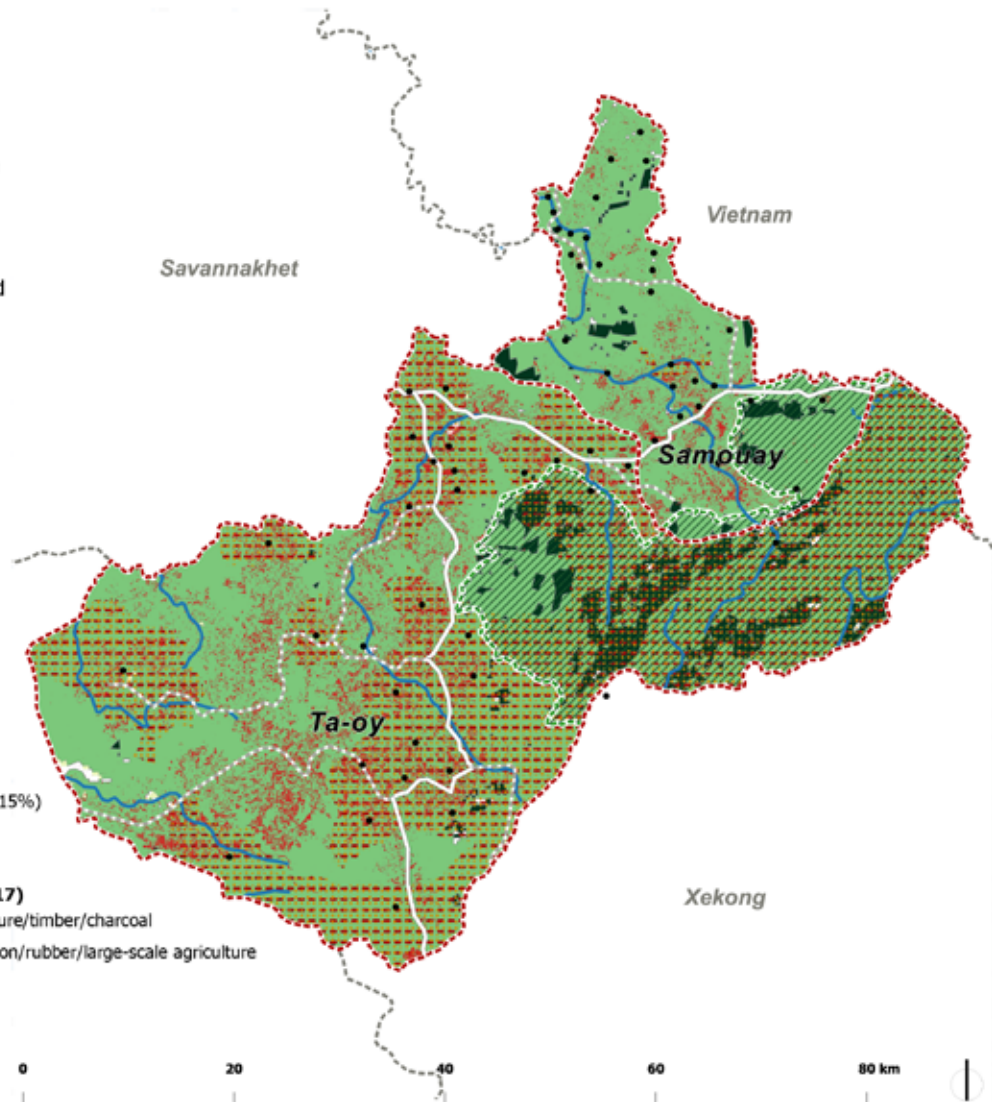 Vietnam
Savannakhet
d
Samouay
Ta-oy
15%)
Xekong
17)
ure/timber/charcoal
on/rubber/large-scale agriculture
0 20 40 60 80 km